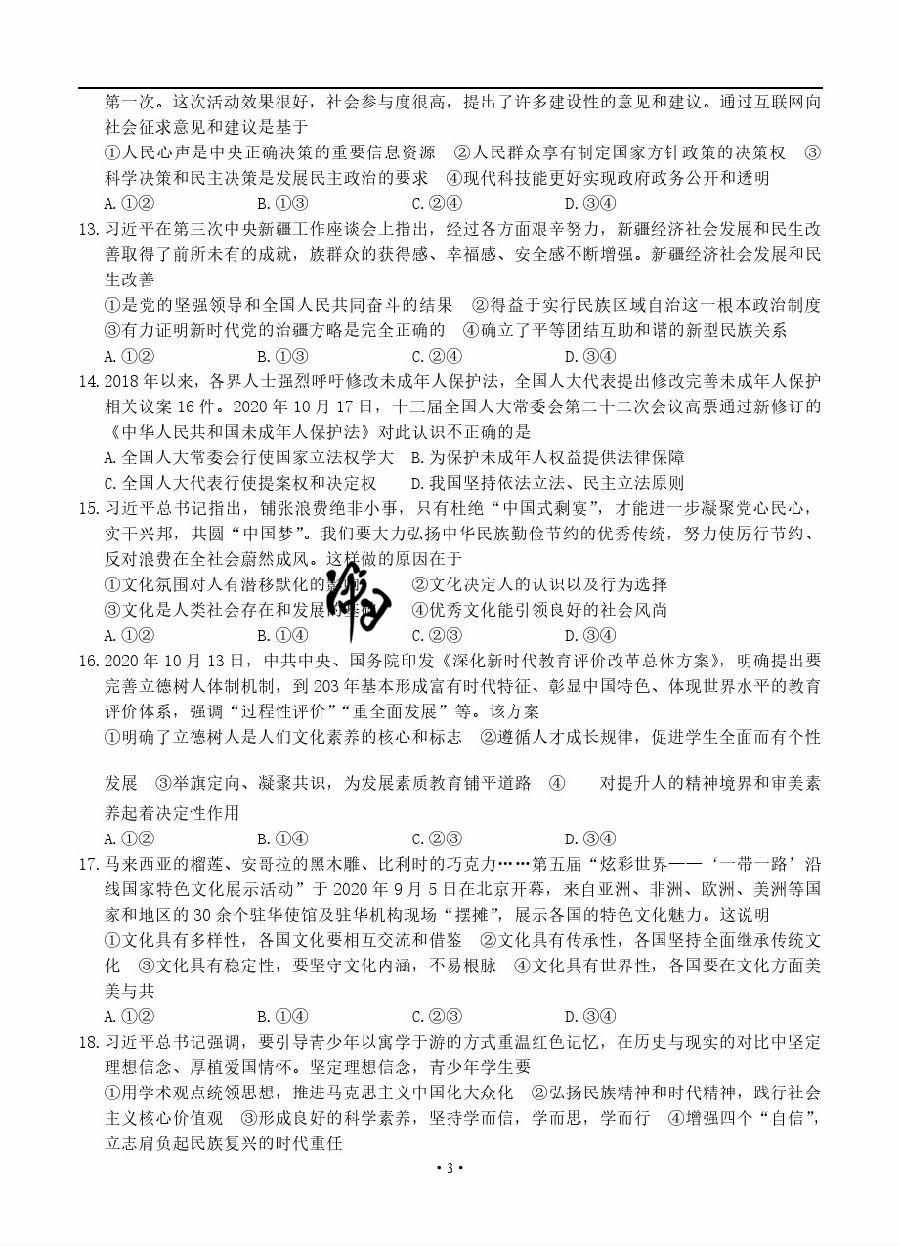 第一次。这次活动效果很好，社会参与度很高，提出了许多建设性的意见和建议。通过互联网向
社会征求意见和建议是基于
①人民心声是中央正确决策的重要信息资源　②人民群众享有制定国家方针政策的决策权　③
科学决策和民主决策是发展民主政治的要求　④现代科技能更好实现政府政务公开和透明
A. ①②　B. ①③　C. ②④　D. ③④
13. 习近平在第三次中央新疆工作座谈会上指出，经过各方面艰辛努力，新疆经济社会发展和民生改
善取得了前所未有的成就，族群众的获得感、幸福感、安全感不断增强。新疆经济社会发展和民
生改善
①是党的坚强领导和全国人民共同奋斗的结果　②得益于实行民族区域自治这一根本政治制度
③有力证明新时代党的治疆方略是完全正确的　④确立了平等团结互助和谐的新型民族关系
A. ①②　B. ①③　C. ②④　D. ③④
14. 2018 年以来，各界人士强烈呼吁修改未成年人保护法，全国人大代表提出修改完善未成年人保护
相关议案 16 件。2020 年 10 月 17 日，十三届全国人大常委会第二十二次会议高票通过新修订的
《中华人民共和国未成年人保护法》对此认识不正确的是
A. 全国人大常委会行使国家立法权学大　B. 为保护未成年人权益提供法律保障
C. 全国人大代表行使提案权和决定权　D. 我国坚持依法立法、民主立法原则
15. 习近平总书记指出，铺张浪费绝非小事，只有杜绝“中国式剩宴”，才能进一步凝聚党心民心，
实干兴邦，共圆“中国梦”。我们要大力弘扬中华民族勤俭节约的优秀传统，努力使厉行节约、
反对浪费在全社会蔚然成风。这样做的原因在于
①文化氛围对人有潜移默化的　②文化决定人的认识以及行为选择
③文化是人类社会存在和发展的　④优秀文化能引领良好的社会风尚
A. ①②　B. ①④　C. ②③　D. ③④
16. 2020 年 10 月 13 日，中共中央、国务院印发《深化新时代教育评价改革总体方案》，明确提出要
完善立德树人体制机制，到 203 年基本形成富有时代特征、彰显中国特色、体现世界水平的教育
评价体系，强调“过程性评价”“重全面发展”等。该方案
①明确了立德树人是人们文化素养的核心和标志　②遵循人才成长规律，促进学生全面而有个性
发展　③举旗定向、凝聚共识，为发展素质教育铺平道路　④　对提升人的精神境界和审美素
养起着决定性作用
A. ①②　B. ①④　C. ②③　D. ③④
17. 马来西亚的榴莲、安哥拉的黑木雕、比利时的巧克力……第五届“炫彩世界——‘一带一路’沿
线国家特色文化展示活动”于 2020 年 9 月 5 日在北京开幕，来自亚洲、非洲、欧洲、美洲等国
家和地区的 30 余个驻华使馆及驻华机构现场“摆摊”，展示各国的特色文化魅力。这说明
①文化具有多样性，各国文化要相互交流和借鉴　②文化具有传承性，各国坚持全面继承传统文
化　③文化具有稳定性，要坚守文化内涵，不易根脉　④文化具有世界性，各国要在文化方面美
美与共
A. ①②　B. ①④　C. ②③　D. ③④
18. 习近平总书记强调，要引导青少年以寓学于游的方式重温红色记忆，在历史与现实的对比中坚定
理想信念、厚植爱国情怀。坚定理想信念，青少年学生要
①用学术观点统领思想，推进马克思主义中国化大众化　②弘扬民族精神和时代精神，践行社会
主义核心价值观　③形成良好的科学素养，坚持学而信，学而思，学而行　④增强四个“自信”，
立志肩负起民族复兴的时代重任
• 3 •